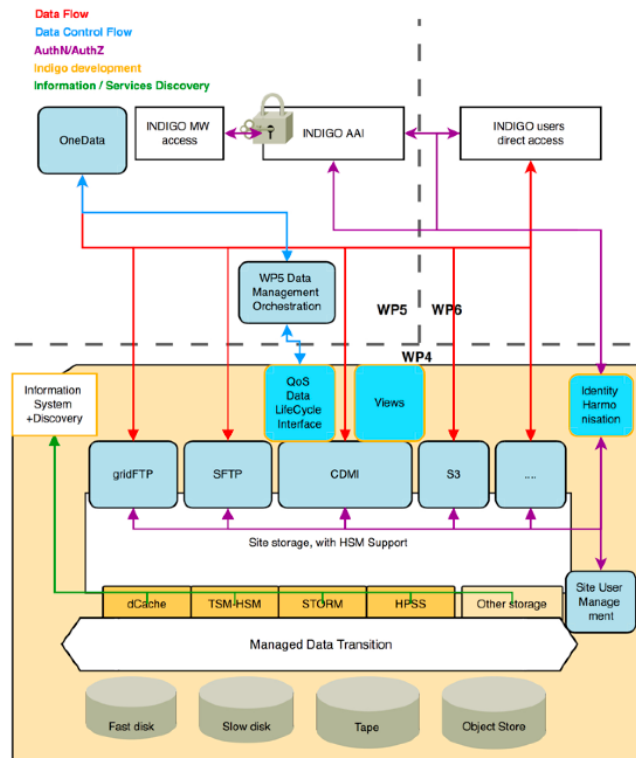 Data Flow
Data Control Flow
AuthN/AuthZ
Indigo development
Information / Services Discovery
OneData
INDIGO MW
access
INDIGO AAI
INDIGO users
direct access
WP5 Data
Management
Orchestration
WP5
WP6
WP4
Information
System
+Discovery
QoS
Data
LifeCycle
Interface
Views
Identity
Harmo
nisation
gridFTP
SFTP
CDMI
S3
....
Site storage, with HSM Support
dCache
TSM-HSM
STORM
HPSS
Other storage
Site User
Manage
ment
Managed Data Transition
Fast disk
Slow disk
Tape
Object Store